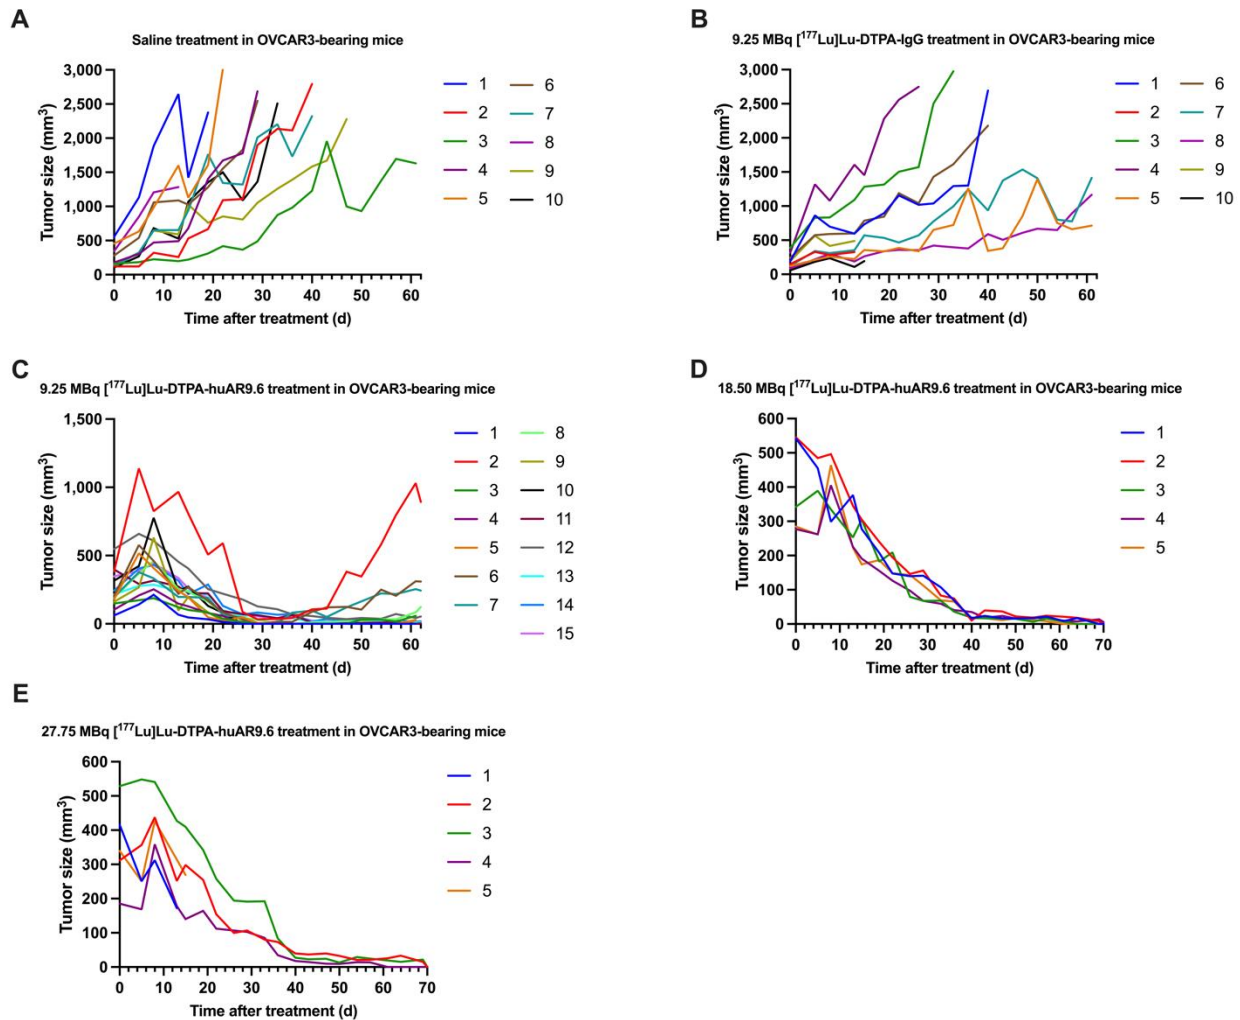 A
Saline treatment in OVCAR3-bearing mice
Tumor size (mm³)
3,000
2,500
2,000
1,500
1,000
500
0
0 10 20 30 40 50 60
Time after treatment (d)
1 6
2 7
3 8
4 9
5 10
B
9.25 MBq [¹⁷⁷Lu]Lu-DTPA-IgG treatment in OVCAR3-bearing mice
Tumor size (mm³)
3,000
2,500
2,000
1,500
1,000
500
0
0 10 20 30 40 50 60
Time after treatment (d)
1 6
2 7
3 8
4 9
5 10
C
9.25 MBq [¹⁷⁷Lu]Lu-DTPA-huAR9.6 treatment in OVCAR3-bearing mice
Tumor size (mm³)
1,500
1,000
500
0
0 10 20 30 40 50 60
Time after treatment (d)
1 8
2 9
3 10
4 11
5 12
6 13
7 14
15
D
18.50 MBq [¹⁷⁷Lu]Lu-DTPA-huAR9.6 treatment in OVCAR3-bearing mice
Tumor size (mm³)
600
500
400
300
200
100
0
0 10 20 30 40 50 60 70
Time after treatment (d)
1
2
3
4
5
E
27.75 MBq [¹⁷⁷Lu]Lu-DTPA-huAR9.6 treatment in OVCAR3-bearing mice
Tumor size (mm³)
600
500
400
300
200
100
0
0 10 20 30 40 50 60 70
Time after treatment (d)
1
2
3
4
5